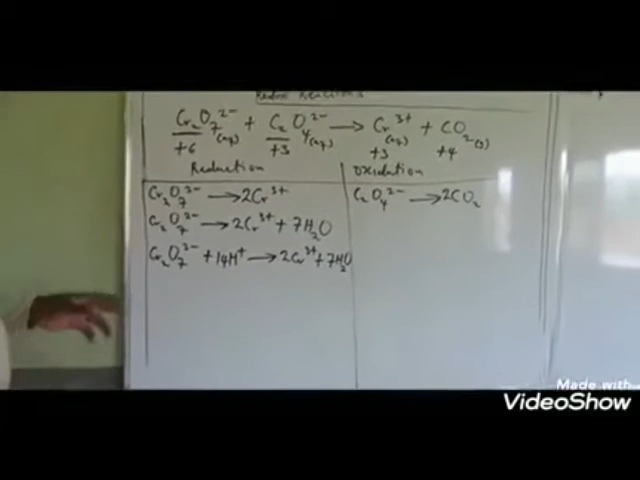 Redox Reactions
Cr₂O₇²⁻(aq) + C₂O₄²⁻(aq) → Cr³⁺(aq) + CO₂(g)
+6 +3 +3 +4
Reduction
Cr₂O₇²⁻ → 2Cr³⁺
Cr₂O₇²⁻ → 2Cr³⁺ + 7H₂O
Cr₂O₇²⁻ + 14H⁺ → 2Cr³⁺ + 7H₂O
Oxidation
C₂O₄²⁻ → 2CO₂
Made with
VideoShow